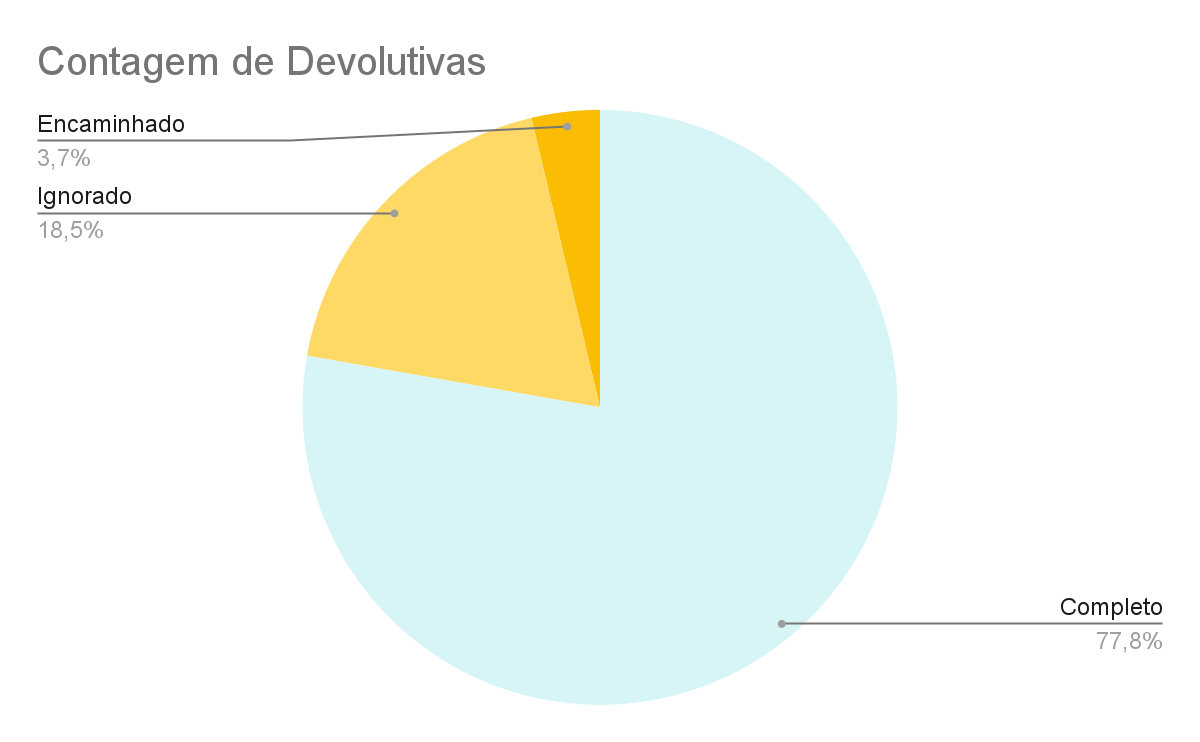 Contagem de Devolutivas
Encaminhado
3,7%
Ignorado
18,5%
Completo
77,8%